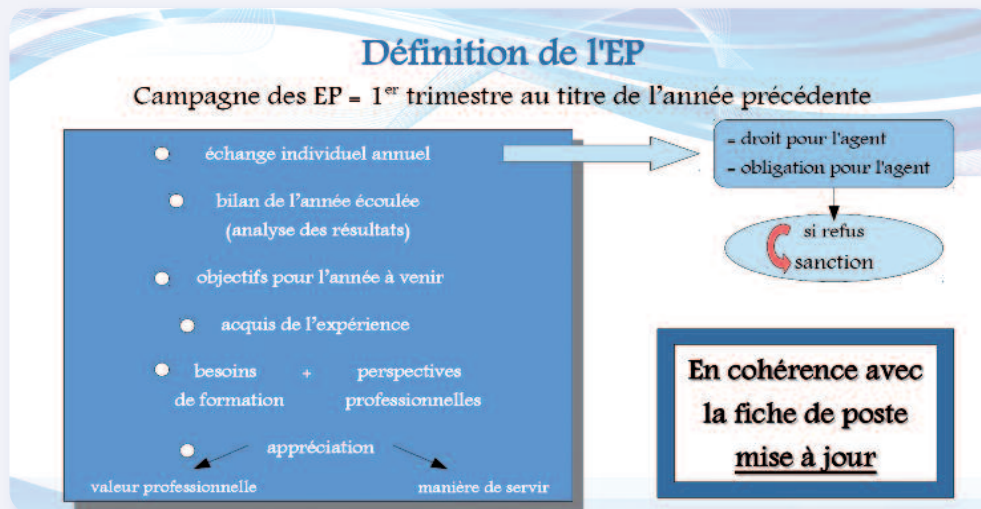 Définition de l'EP
Campagne des EP = 1er trimestre au titre de l'année précédente
échange individuel annuel
bilan de l'année écoulée
(analyse des résultats)
objectifs pour l'année à venir
acquis de l'expérience
besoins + perspectives
de formation professionnelles
appréciation
valeur professionnelle manière de servir
= droit pour l'agent
- obligation pour l'agent
si refus
sanction
En cohérence avec
la fiche de poste
mise à jour